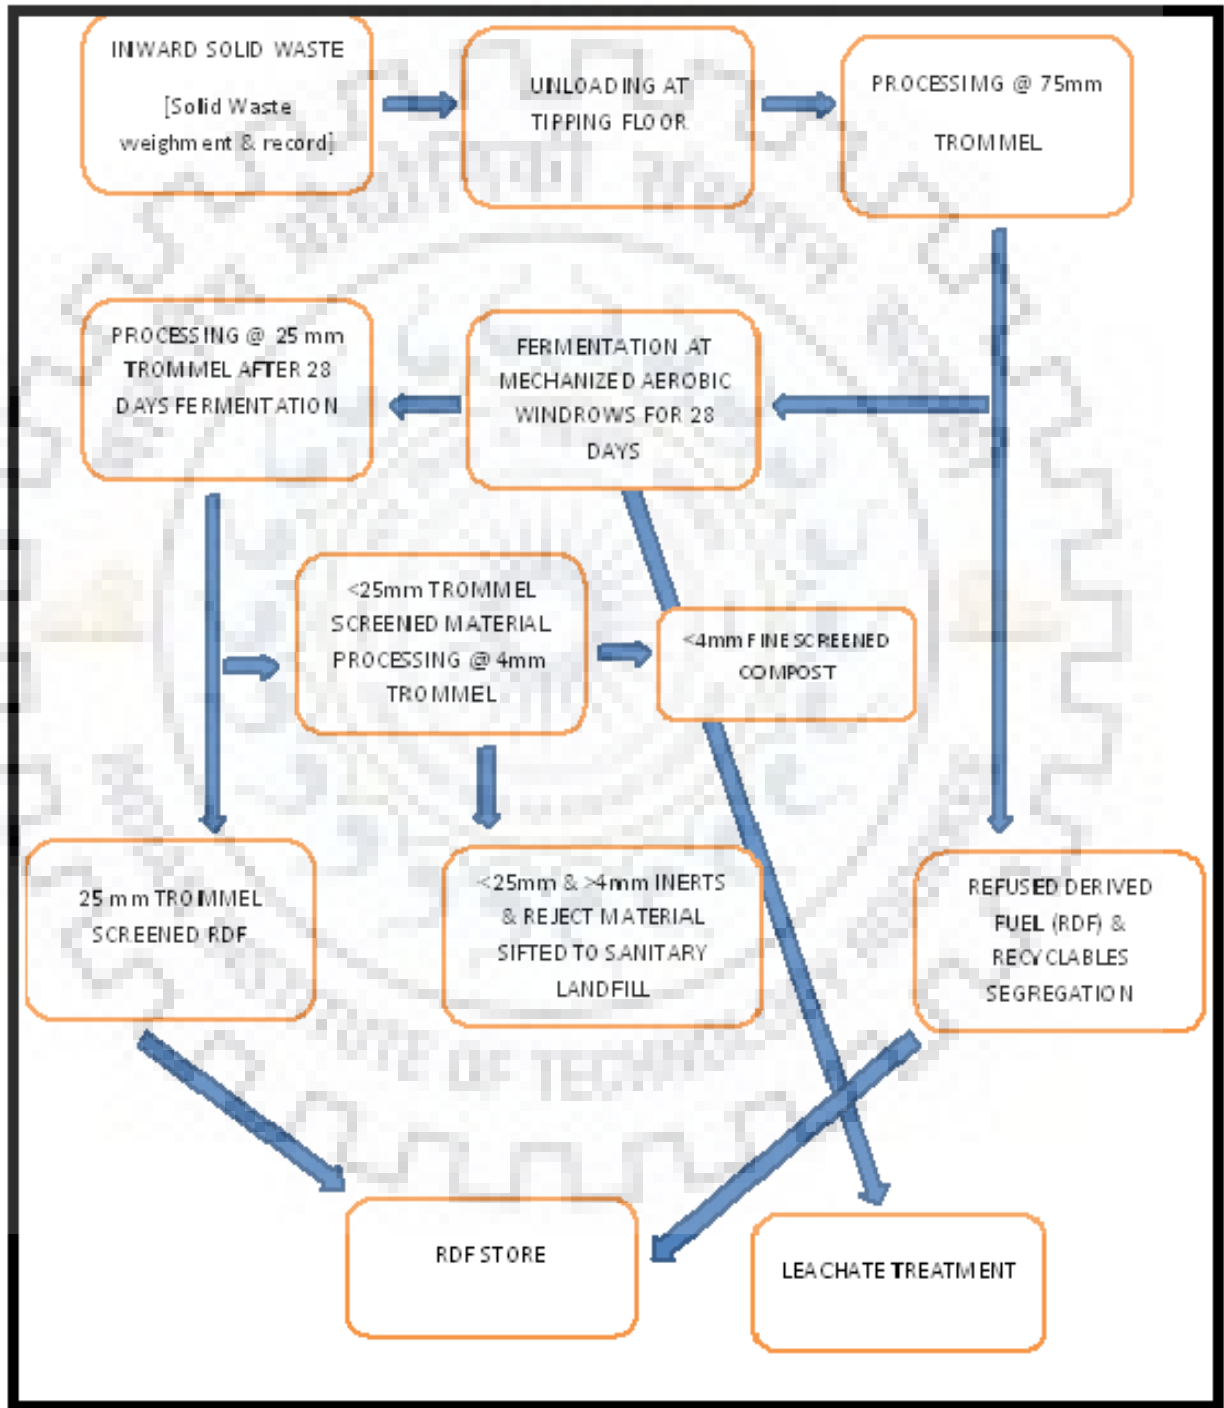 INWARD SOLID WASTE
[Solid Waste
weighment & record]
UNLOADING AT
TIPPING FLOOR
PROCESSIMG @ 75mm
TROMMEL
PROCESSING @ 25 mm
TROMMEL AFTER 28
DAYS FERMENTATION
FERMENTATION AT
MECHANIZED AEROBIC
WINDROWS FOR 28
DAYS
<25mm TROMMEL
SCREENED MATERIAL
PROCESSING @ 4mm
TROMMEL
<4mm FINE SCREENED
COMPOST
25 mm TROMMEL
SCREENED RDF
<25mm & >4mm INERTS
& REJECT MATERIAL
SIFTED TO SANITARY
LANDFILL
REFUSED DERIVED
FUEL (RDF) &
RECYCLABLES
SEGREGATION
RDF STORE
LEACHATE TREATMENT
OF TECHNOLOGY